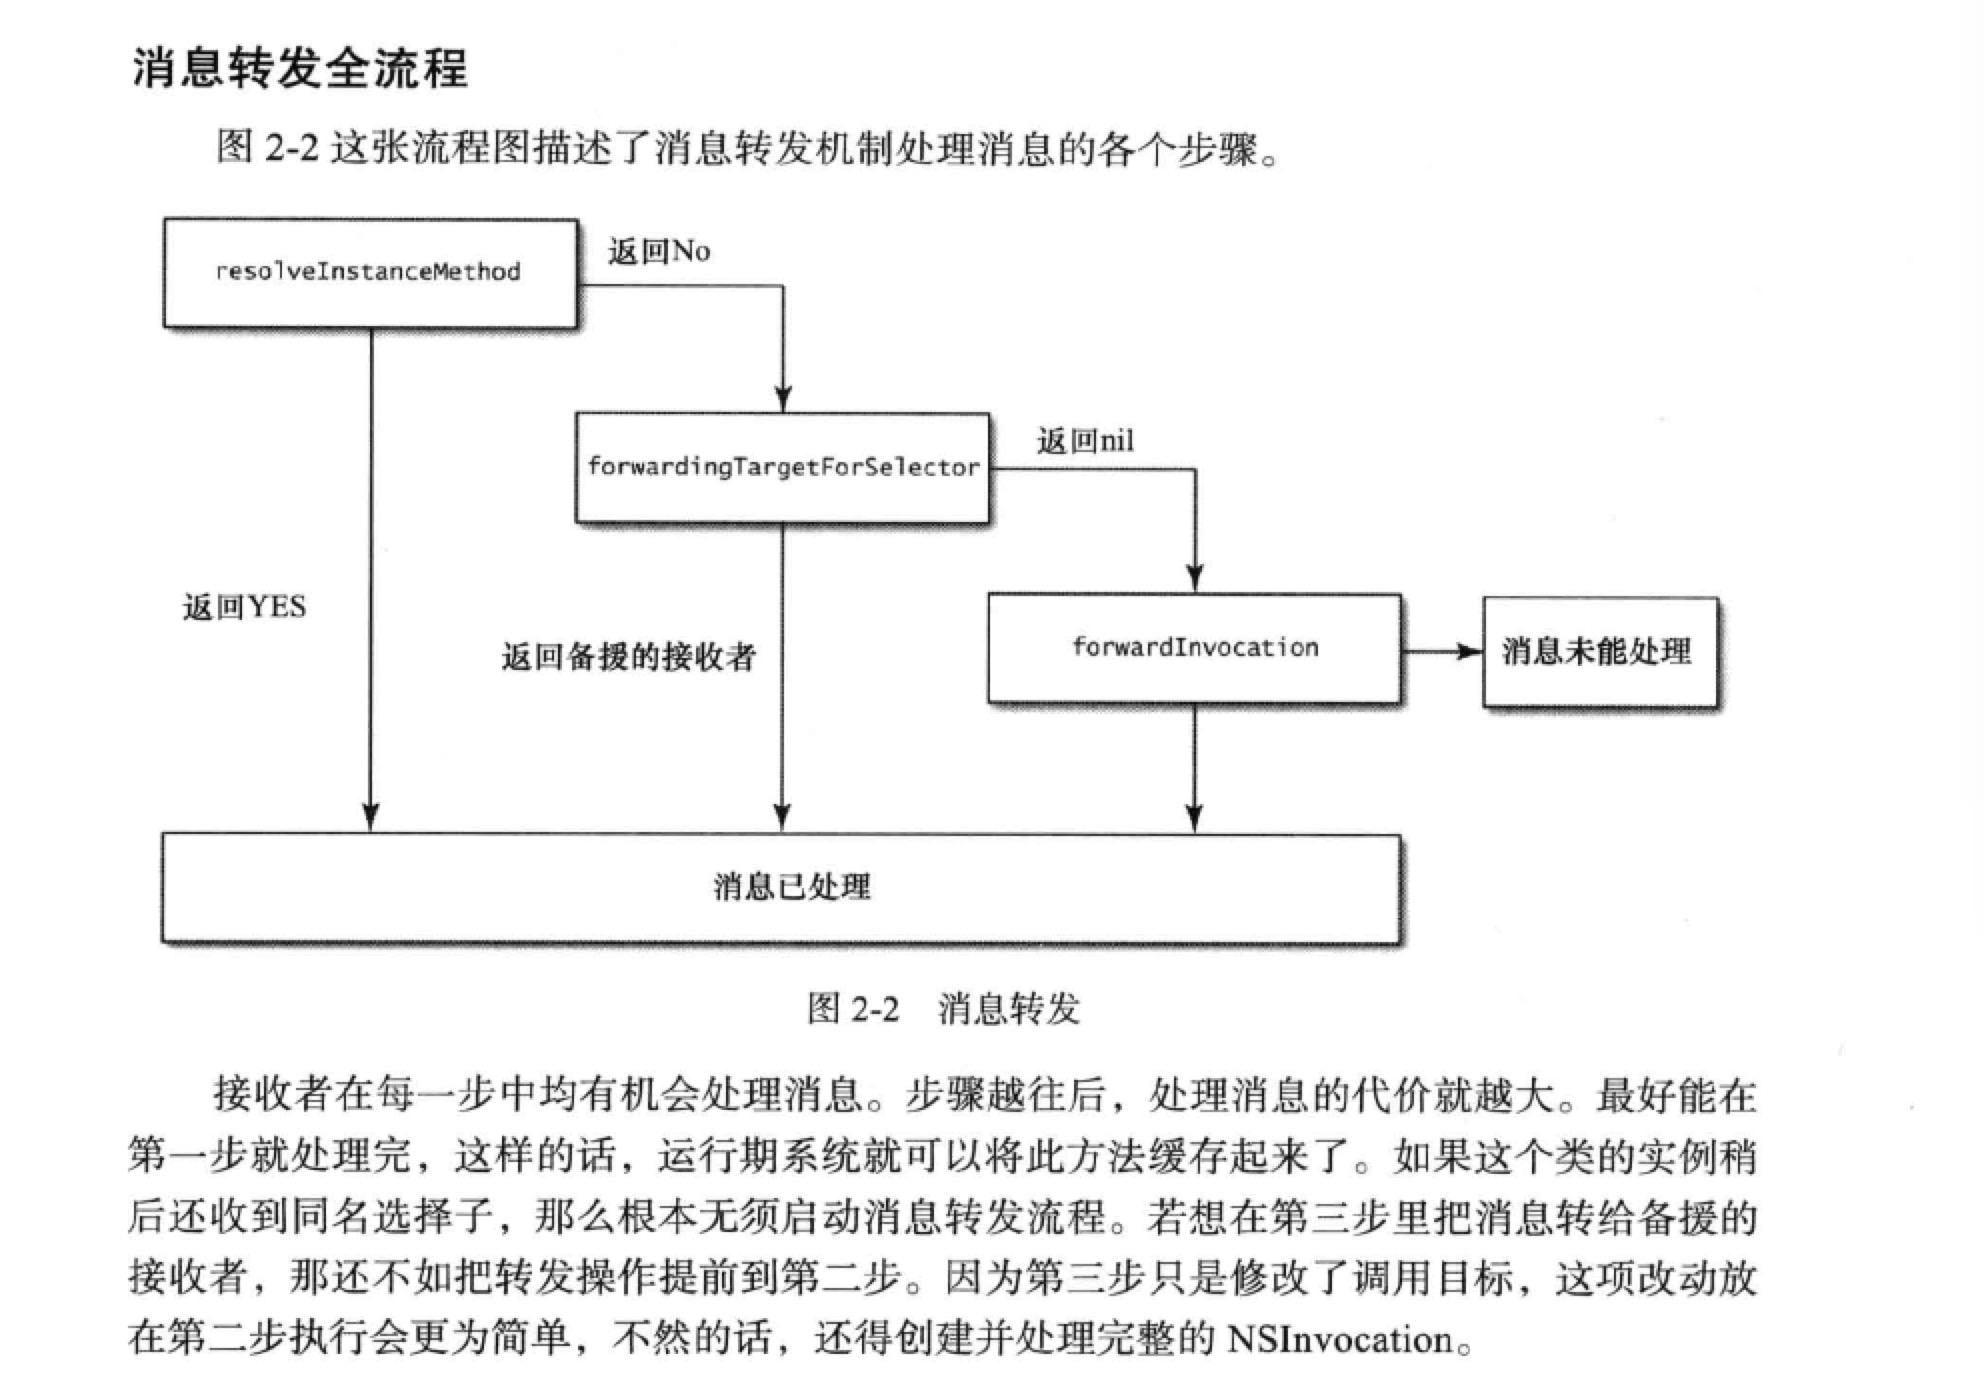 消息转发全流程
图 2-2 这张流程图描述了消息转发机制处理消息的各个步骤。
resolveInstanceMethod
返回No
forwardingTargetForSelector
返回nil
返回YES
返回备援的接收者
forwardInvocation
消息未能处理
消息已处理
图 2-2 消息转发
接收者在每一步中均有机会处理消息。步骤越往后，处理消息的代价就越大。最好能在
第一步就处理完，这样的话，运行期系统就可以将此方法缓存起来了。如果这个类的实例稍
后还收到同名选择子，那么根本无须启动消息转发流程。若想在第三步里把消息转给备援的
接收者，那还不如把转发操作提前到第二步。因为第三步只是修改了调用目标，这项改动放
在第二步执行会更为简单，不然的话，还得创建并处理完整的 NSInvocation。